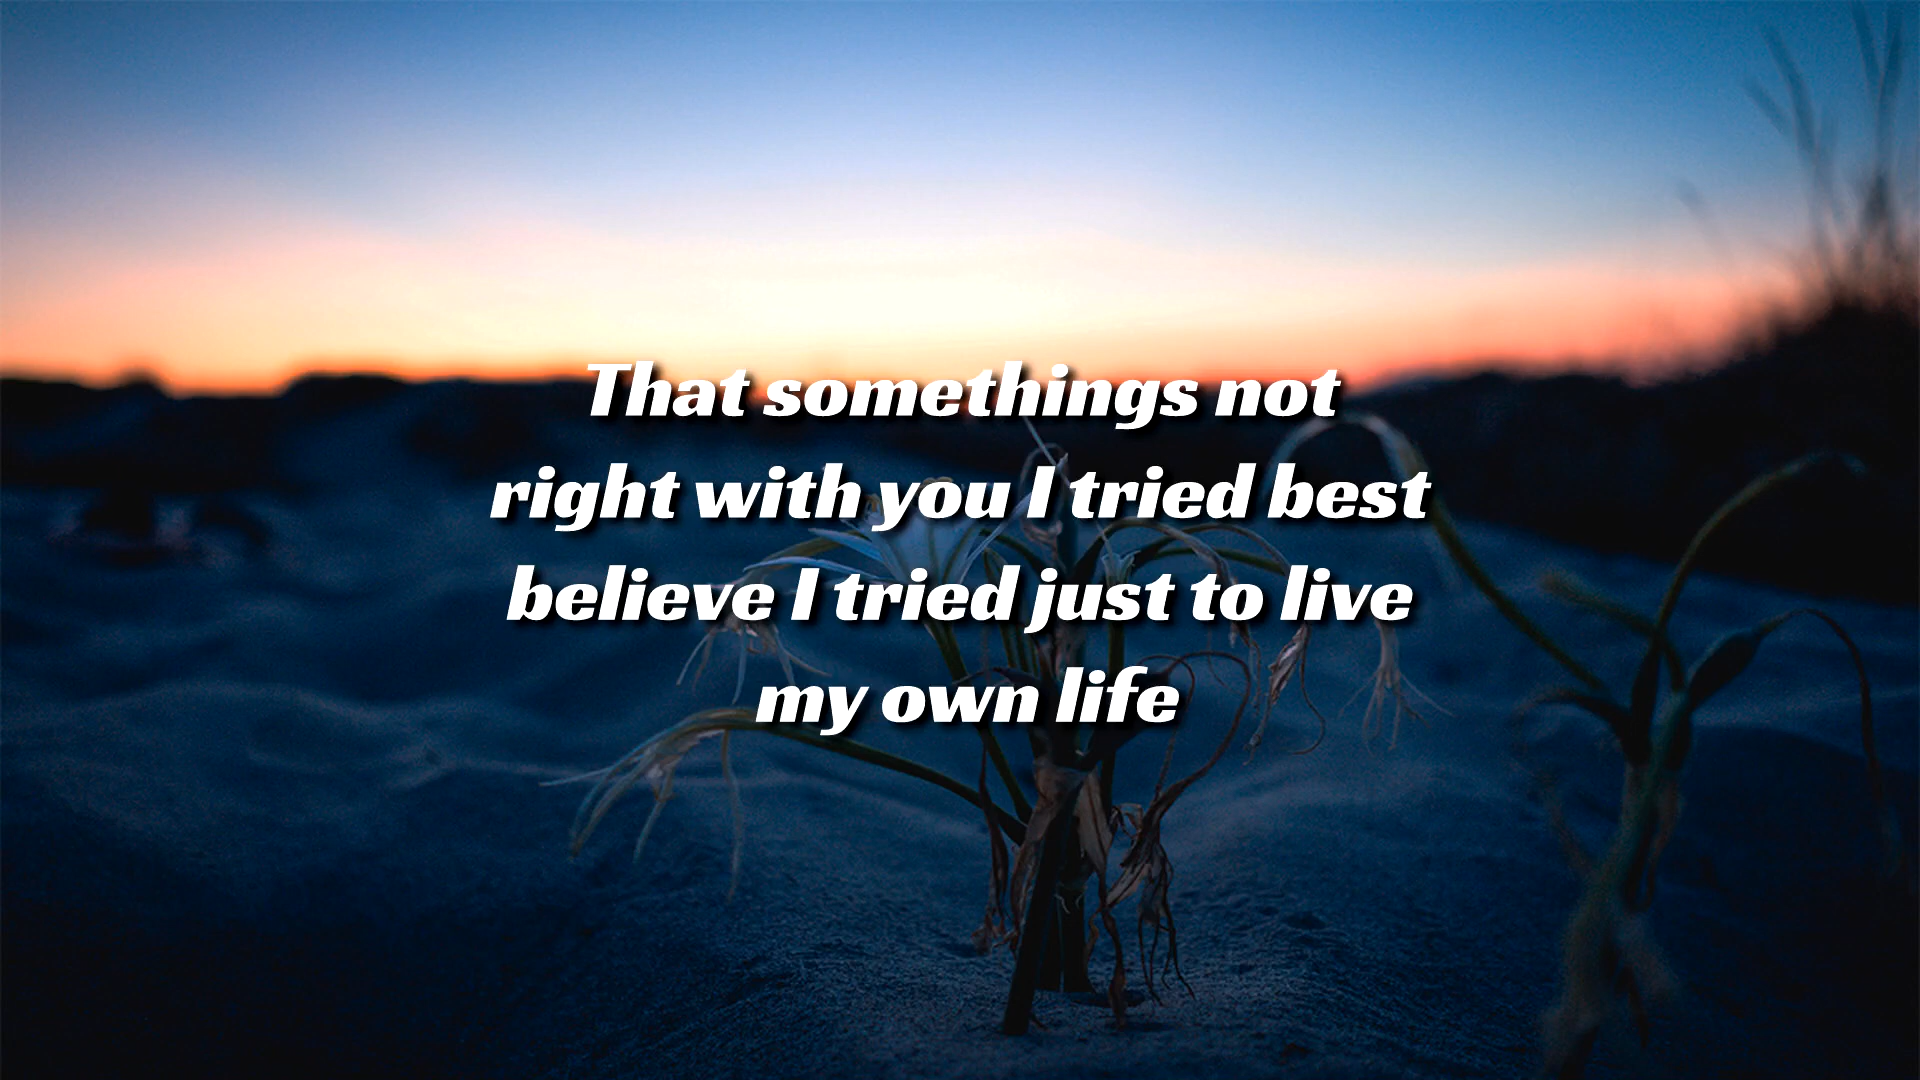 That somethings not
right with you I tried best
believe I tried just to live
my own life